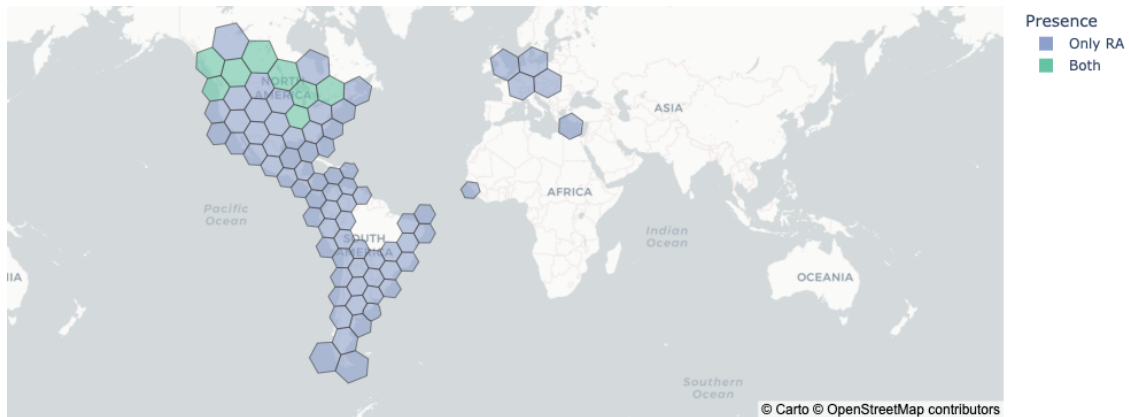 Presence
Only RA
Both
NORTH
AMERICA
ASIA
AFRICA
Pacific
Ocean
SOUTH
AMERICA
Indian
Ocean
IA
OCEANIA
Southern
Ocean
© Carto © OpenStreetMap contributors